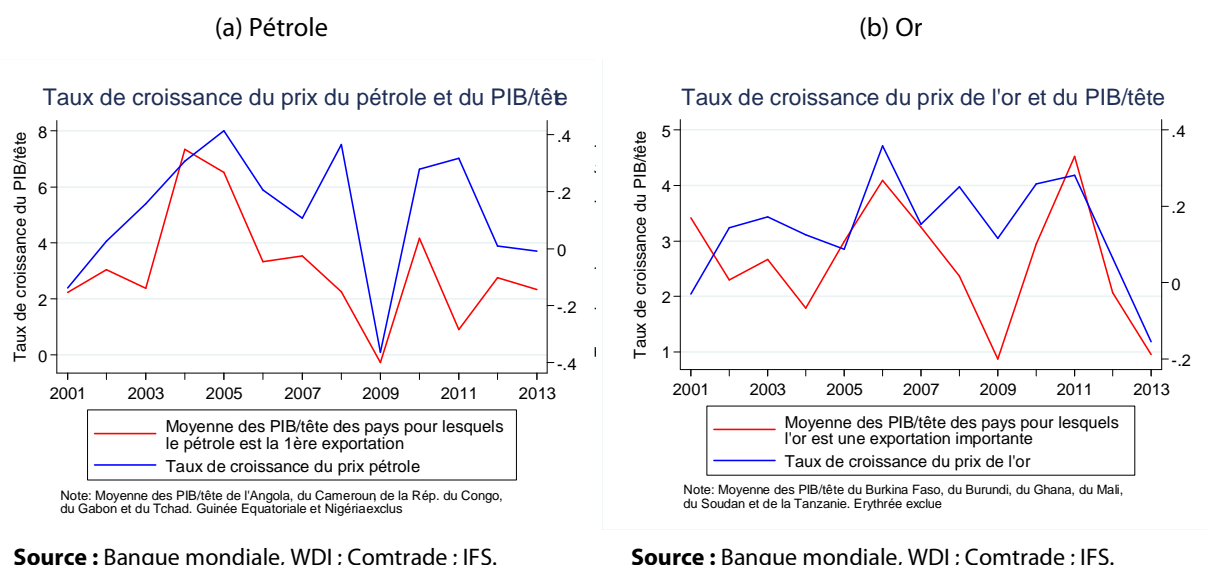 (a) Pétrole
Taux de croissance du prix du pétrole et du PIB/tête
Taux de croissance du PIB/tête
8
6
4
2
0
.4
.2
0
-.2
-.4
2001 2003 2005 2007 2009 2011 2013
Moyenne des PIB/tête des pays pour lesquels
le pétrole est la 1ère exportation
Taux de croissance du prix pétrole
Note: Moyenne des PIB/tête de l'Angola, du Cameroun, de la Rép. du Congo,
du Gabon et du Tchad. Guinée Equatoriale et Nigériaexclus
Source : Banque mondiale, WDI ; Comtrade ; IFS.
(b) Or
Taux de croissance du prix de l'or et du PIB/tête
Taux de croissance du PIB/tête
5
4
3
2
1
.4
.2
0
-.2
2001 2003 2005 2007 2009 2011 2013
Moyenne des PIB/tête des pays pour lesquels
l'or est une exportation importante
Taux de croissance du prix de l'or
Note: Moyenne des PIB/tête du Burkina Faso, du Burundi, du Ghana, du Mali,
du Soudan et de la Tanzanie. Erythrée exclue
Source : Banque mondiale, WDI ; Comtrade ; IFS.